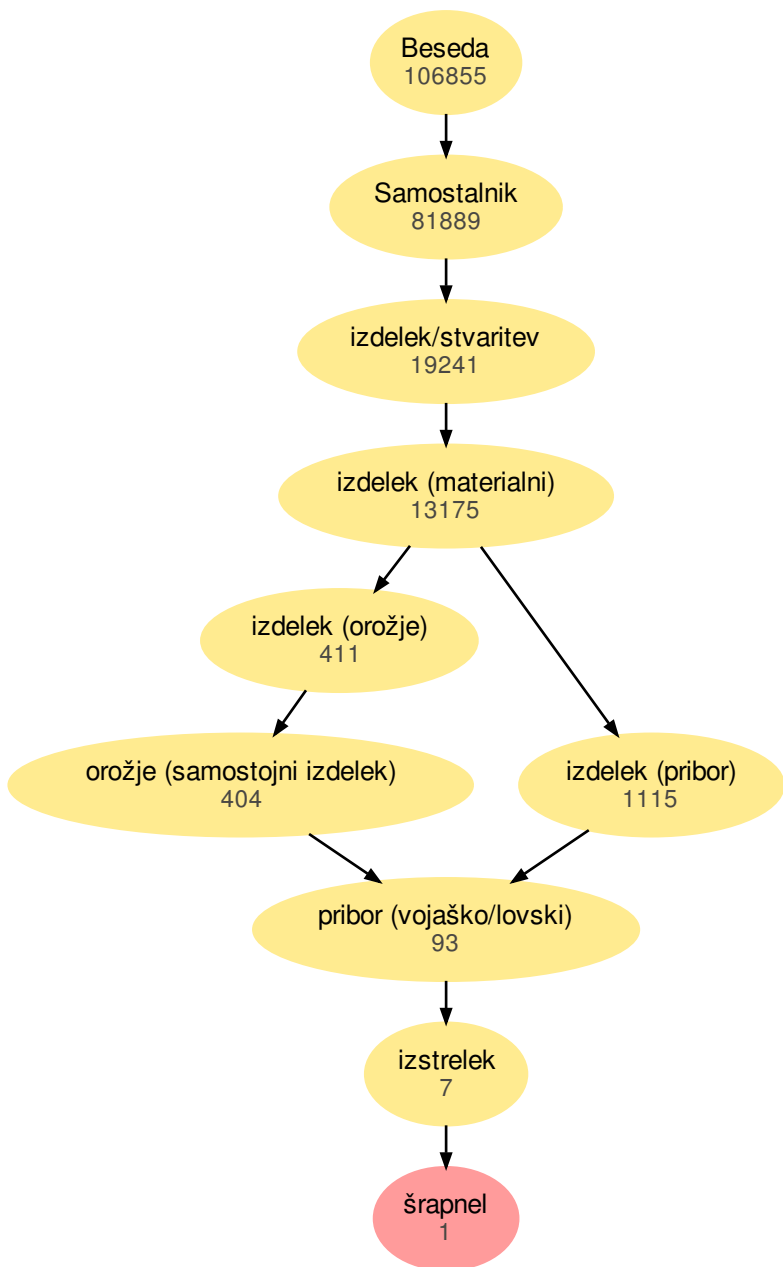 Beseda
106855
Samostalnik
81889
izdelek/stvaritev
19241
izdelek (materialni)
13175
izdelek (orožje)
411
orožje (samostojni izdelek)
404
izdelek (pribor)
1115
pribor (vojaško/lovski)
93
izstrelek
7
šrapnel
1